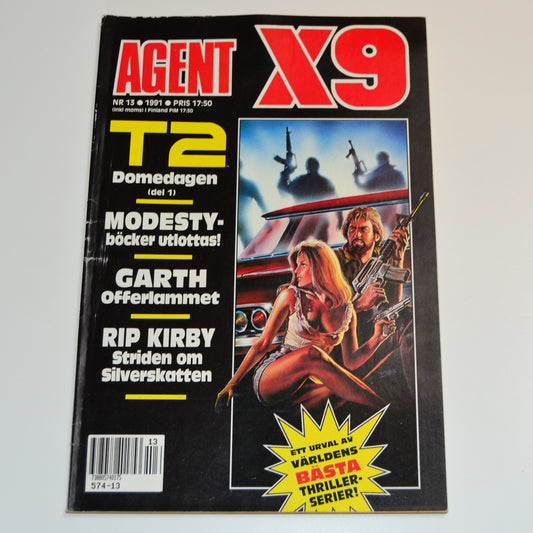 AGENT X9
NR 13 ● 1991 ● PRIS 17:50
(inkl moms) I Finland FIM 17:50
T2
Domedagen
(del 1)
MODESTY-
böcker utlottas!
GARTH
Offerlammet
RIP KIRBY
Striden om
Silverskatten
ETT URVAL AV
VÄRLDENS
BÄSTA
THRILLER-
SERIER!
13
7388057401375
574-13